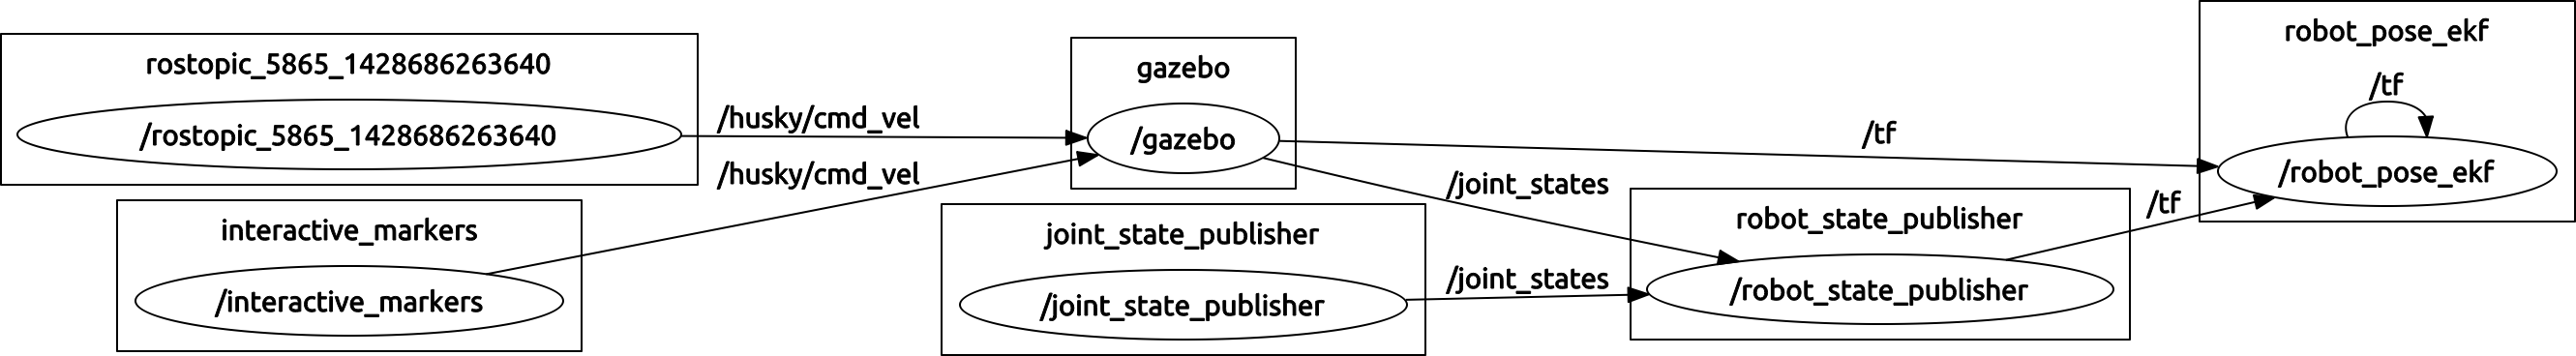 rostopic_5865_1428686263640
/rostopic_5865_1428686263640
interactive_markers
/interactive_markers
/husky/cmd_vel
/husky/cmd_vel
gazebo
/gazebo
joint_state_publisher
/joint_state_publisher
/tf
/joint_states
/joint_states
robot_state_publisher
/robot_state_publisher
/tf
robot_pose_ekf
/tf
/robot_pose_ekf